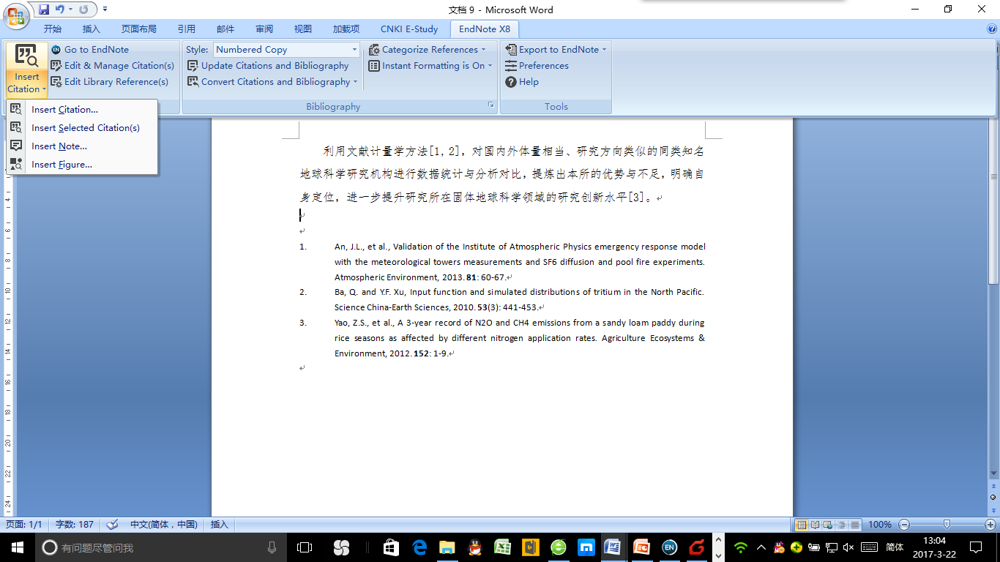 文档 9 - Microsoft Word
开始 插入 页面布局 引用 邮件 审阅 视图 加载项 CNKI E-Study EndNote X8
Insert Citation
Go to EndNote
Edit & Manage Citation(s)
Edit Library Reference(s)
Style: Numbered Copy
Update Citations and Bibliography
Convert Citations and Bibliography
Categorize References
Instant Formatting is On
Bibliography
Export to EndNote
Preferences
Help
Tools
Insert Citation...
Insert Selected Citation(s)
Insert Note...
Insert Figure...
利用文献计量学方法[1, 2]，对国内外体量相当、研究方向类似的同类知名
地球科学研究机构进行数据统计与分析对比，提炼出本所的优势与不足，明确自
身定位，进一步提升研究所在固体地球科学领域的研究创新水平[3]。
1. An, J.L., et al., Validation of the Institute of Atmospheric Physics emergency response model
with the meteorological towers measurements and SF6 diffusion and pool fire experiments.
Atmospheric Environment, 2013. 81: 60-67.
2. Ba, Q. and Y.F. Xu, Input function and simulated distributions of tritium in the North Pacific.
Science China-Earth Sciences, 2010. 53(3): 441-453.
3. Yao, Z.S., et al., A 3-year record of N2O and CH4 emissions from a sandy loam paddy during
rice seasons as affected by different nitrogen application rates. Agriculture Ecosystems &
Environment, 2012. 152: 1-9.
4
6
8
10
12
14
16
18
20
22
24
页面: 1/1 字数: 187 中文(简体，中国) 插入 100%
有问题尽管问我
EN
简体
13:04
2017-3-22